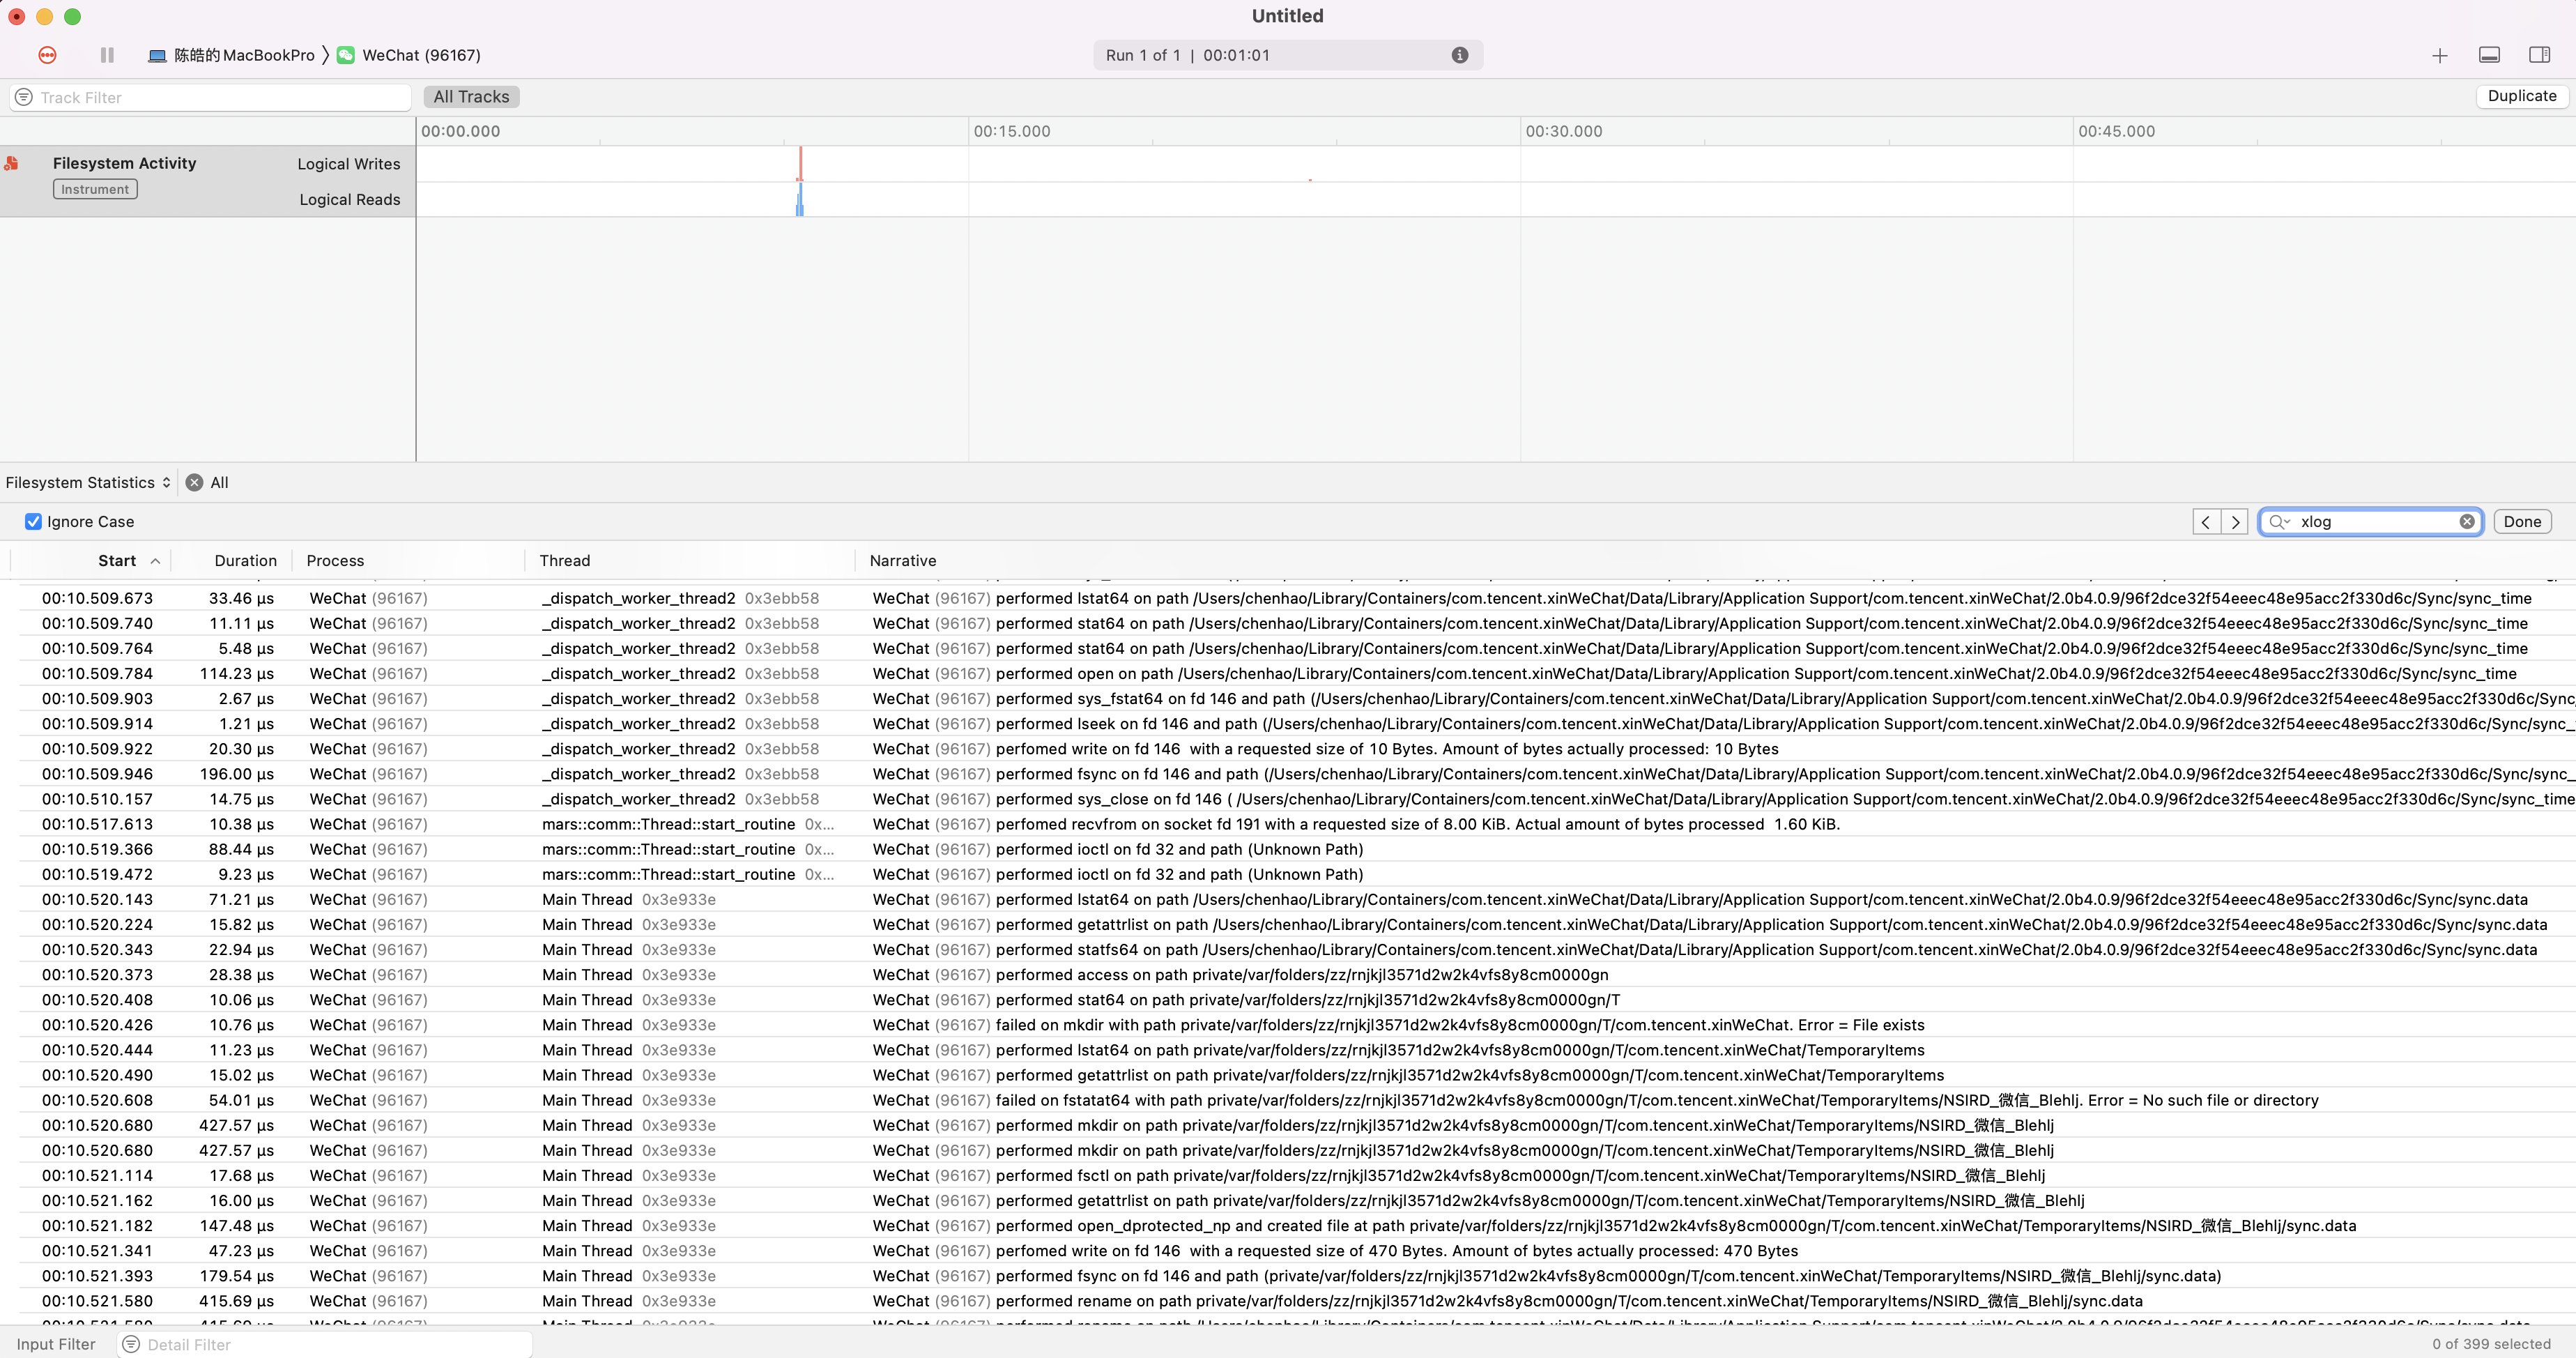 Untitled
陈皓的MacBookPro 〉 WeChat (96167)
Run 1 of 1 | 00:01:01
Track Filter
All Tracks
Duplicate
00:00.000 00:15.000 00:30.000 00:45.000
Filesystem Activity
Instrument
Logical Writes
Logical Reads
Filesystem Statistics All
Ignore Case
xlog
Done
Start Duration Process Thread Narrative
00:10.509.673 33.46 µs WeChat (96167) _dispatch_worker_thread2 0x3ebb58 WeChat (96167) performed lstat64 on path /Users/chenhao/Library/Containers/com.tencent.xinWeChat/Data/Library/Application Support/com.tencent.xinWeChat/2.0b4.0.9/96f2dce32f54eeec48e95acc2f330d6c/Sync/sync_time
00:10.509.740 11.11 µs WeChat (96167) _dispatch_worker_thread2 0x3ebb58 WeChat (96167) performed stat64 on path /Users/chenhao/Library/Containers/com.tencent.xinWeChat/Data/Library/Application Support/com.tencent.xinWeChat/2.0b4.0.9/96f2dce32f54eeec48e95acc2f330d6c/Sync/sync_time
00:10.509.764 5.48 µs WeChat (96167) _dispatch_worker_thread2 0x3ebb58 WeChat (96167) performed stat64 on path /Users/chenhao/Library/Containers/com.tencent.xinWeChat/Data/Library/Application Support/com.tencent.xinWeChat/2.0b4.0.9/96f2dce32f54eeec48e95acc2f330d6c/Sync/sync_time
00:10.509.784 114.23 µs WeChat (96167) _dispatch_worker_thread2 0x3ebb58 WeChat (96167) performed open on path /Users/chenhao/Library/Containers/com.tencent.xinWeChat/Data/Library/Application Support/com.tencent.xinWeChat/2.0b4.0.9/96f2dce32f54eeec48e95acc2f330d6c/Sync/sync_time
00:10.509.903 2.67 µs WeChat (96167) _dispatch_worker_thread2 0x3ebb58 WeChat (96167) performed sys_fstat64 on fd 146 and path (/Users/chenhao/Library/Containers/com.tencent.xinWeChat/Data/Library/Application Support/com.tencent.xinWeChat/2.0b4.0.9/96f2dce32f54eeec48e95acc2f330d6c/Sync
00:10.509.914 1.21 µs WeChat (96167) _dispatch_worker_thread2 0x3ebb58 WeChat (96167) performed lseek on fd 146 and path (/Users/chenhao/Library/Containers/com.tencent.xinWeChat/Data/Library/Application Support/com.tencent.xinWeChat/2.0b4.0.9/96f2dce32f54eeec48e95acc2f330d6c/Sync/sync_
00:10.509.922 20.30 µs WeChat (96167) _dispatch_worker_thread2 0x3ebb58 WeChat (96167) perfomed write on fd 146 with a requested size of 10 Bytes. Amount of bytes actually processed: 10 Bytes
00:10.509.946 196.00 µs WeChat (96167) _dispatch_worker_thread2 0x3ebb58 WeChat (96167) performed fsync on fd 146 and path (/Users/chenhao/Library/Containers/com.tencent.xinWeChat/Data/Library/Application Support/com.tencent.xinWeChat/2.0b4.0.9/96f2dce32f54eeec48e95acc2f330d6c/Sync/sync_
00:10.510.157 14.75 µs WeChat (96167) _dispatch_worker_thread2 0x3ebb58 WeChat (96167) performed sys_close on fd 146 ( /Users/chenhao/Library/Containers/com.tencent.xinWeChat/Data/Library/Application Support/com.tencent.xinWeChat/2.0b4.0.9/96f2dce32f54eeec48e95acc2f330d6c/Sync/sync_time
00:10.517.613 10.38 µs WeChat (96167) mars::comm::Thread::start_routine 0x... WeChat (96167) perfomed recvfrom on socket fd 191 with a requested size of 8.00 KiB. Actual amount of bytes processed 1.60 KiB.
00:10.519.366 88.44 µs WeChat (96167) mars::comm::Thread::start_routine 0x... WeChat (96167) performed ioctl on fd 32 and path (Unknown Path)
00:10.519.472 9.23 µs WeChat (96167) mars::comm::Thread::start_routine 0x... WeChat (96167) performed ioctl on fd 32 and path (Unknown Path)
00:10.520.143 71.21 µs WeChat (96167) Main Thread 0x3e933e WeChat (96167) performed lstat64 on path /Users/chenhao/Library/Containers/com.tencent.xinWeChat/Data/Library/Application Support/com.tencent.xinWeChat/2.0b4.0.9/96f2dce32f54eeec48e95acc2f330d6c/Sync/sync.data
00:10.520.224 15.82 µs WeChat (96167) Main Thread 0x3e933e WeChat (96167) performed getattrlist on path /Users/chenhao/Library/Containers/com.tencent.xinWeChat/Data/Library/Application Support/com.tencent.xinWeChat/2.0b4.0.9/96f2dce32f54eeec48e95acc2f330d6c/Sync/sync.data
00:10.520.343 22.94 µs WeChat (96167) Main Thread 0x3e933e WeChat (96167) performed statfs64 on path /Users/chenhao/Library/Containers/com.tencent.xinWeChat/Data/Library/Application Support/com.tencent.xinWeChat/2.0b4.0.9/96f2dce32f54eeec48e95acc2f330d6c/Sync/sync.data
00:10.520.373 28.38 µs WeChat (96167) Main Thread 0x3e933e WeChat (96167) performed access on path private/var/folders/zz/rnjkjl3571d2w2k4vfs8y8cm0000gn
00:10.520.408 10.06 µs WeChat (96167) Main Thread 0x3e933e WeChat (96167) performed stat64 on path private/var/folders/zz/rnjkjl3571d2w2k4vfs8y8cm0000gn/T
00:10.520.426 10.76 µs WeChat (96167) Main Thread 0x3e933e WeChat (96167) failed on mkdir with path private/var/folders/zz/rnjkjl3571d2w2k4vfs8y8cm0000gn/T/com.tencent.xinWeChat. Error = File exists
00:10.520.444 11.23 µs WeChat (96167) Main Thread 0x3e933e WeChat (96167) performed lstat64 on path private/var/folders/zz/rnjkjl3571d2w2k4vfs8y8cm0000gn/T/com.tencent.xinWeChat/TemporaryItems
00:10.520.490 15.02 µs WeChat (96167) Main Thread 0x3e933e WeChat (96167) performed getattrlist on path private/var/folders/zz/rnjkjl3571d2w2k4vfs8y8cm0000gn/T/com.tencent.xinWeChat/TemporaryItems
00:10.520.608 54.01 µs WeChat (96167) Main Thread 0x3e933e WeChat (96167) failed on fstatat64 with path private/var/folders/zz/rnjkjl3571d2w2k4vfs8y8cm0000gn/T/com.tencent.xinWeChat/TemporaryItems/NSIRD_微信_Blehlj. Error = No such file or directory
00:10.520.680 427.57 µs WeChat (96167) Main Thread 0x3e933e WeChat (96167) performed mkdir on path private/var/folders/zz/rnjkjl3571d2w2k4vfs8y8cm0000gn/T/com.tencent.xinWeChat/TemporaryItems/NSIRD_微信_Blehlj
00:10.520.680 427.57 µs WeChat (96167) Main Thread 0x3e933e WeChat (96167) performed mkdir on path private/var/folders/zz/rnjkjl3571d2w2k4vfs8y8cm0000gn/T/com.tencent.xinWeChat/TemporaryItems/NSIRD_微信_Blehlj
00:10.521.114 17.68 µs WeChat (96167) Main Thread 0x3e933e WeChat (96167) performed fsctl on path private/var/folders/zz/rnjkjl3571d2w2k4vfs8y8cm0000gn/T/com.tencent.xinWeChat/TemporaryItems/NSIRD_微信_Blehlj
00:10.521.162 16.00 µs WeChat (96167) Main Thread 0x3e933e WeChat (96167) performed getattrlist on path private/var/folders/zz/rnjkjl3571d2w2k4vfs8y8cm0000gn/T/com.tencent.xinWeChat/TemporaryItems/NSIRD_微信_Blehlj
00:10.521.182 147.48 µs WeChat (96167) Main Thread 0x3e933e WeChat (96167) performed open_dprotected_np and created file at path private/var/folders/zz/rnjkjl3571d2w2k4vfs8y8cm0000gn/T/com.tencent.xinWeChat/TemporaryItems/NSIRD_微信_Blehlj/sync.data
00:10.521.341 47.23 µs WeChat (96167) Main Thread 0x3e933e WeChat (96167) perfomed write on fd 146 with a requested size of 470 Bytes. Amount of bytes actually processed: 470 Bytes
00:10.521.393 179.54 µs WeChat (96167) Main Thread 0x3e933e WeChat (96167) performed fsync on fd 146 and path (private/var/folders/zz/rnjkjl3571d2w2k4vfs8y8cm0000gn/T/com.tencent.xinWeChat/TemporaryItems/NSIRD_微信_Blehlj/sync.data)
00:10.521.580 415.69 µs WeChat (96167) Main Thread 0x3e933e WeChat (96167) performed rename on path private/var/folders/zz/rnjkjl3571d2w2k4vfs8y8cm0000gn/T/com.tencent.xinWeChat/TemporaryItems/NSIRD_微信_Blehlj/sync.data
Input Filter Detail Filter 0 of 399 selected